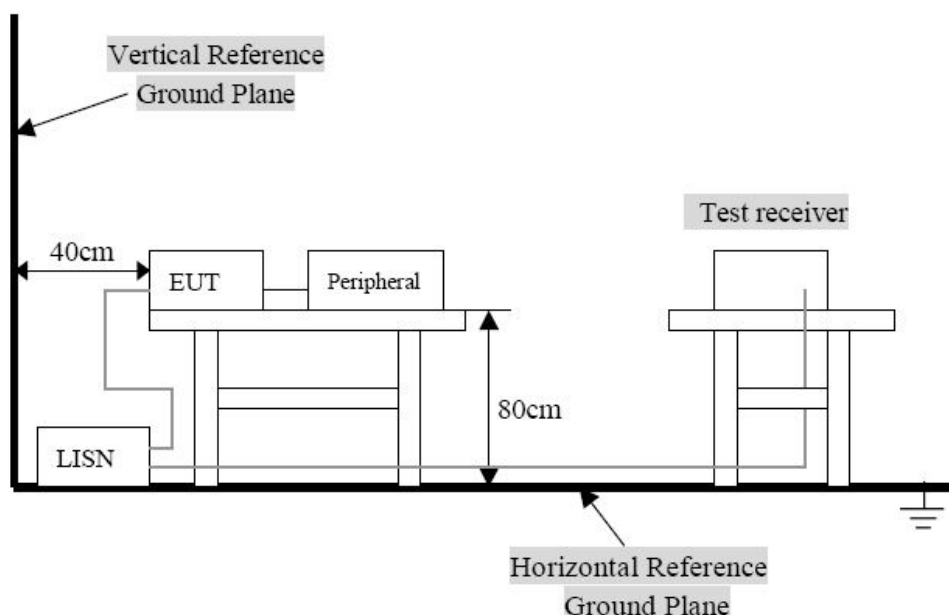 Vertical Reference
Ground Plane
Test receiver
40cm
EUT
Peripheral
80cm
LISN
Horizontal Reference
Ground Plane